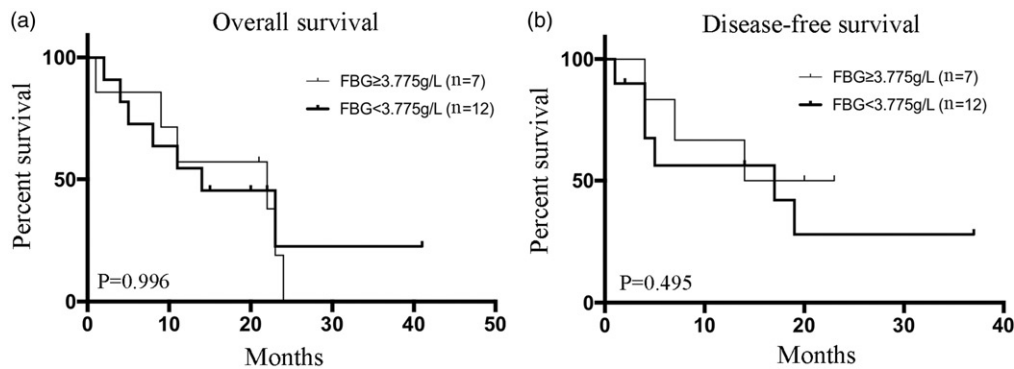 (a)
Overall survival
100
50
0
Percent survival
FBG≥3.775g/L (n=7)
FBG<3.775g/L (n=12)
P=0.996
0 10 20 30 40 50
Months
(b)
Disease-free survival
100
50
0
Percent survival
FBG≥3.775g/L (n=7)
FBG<3.775g/L (n=12)
P=0.495
0 10 20 30 40
Months